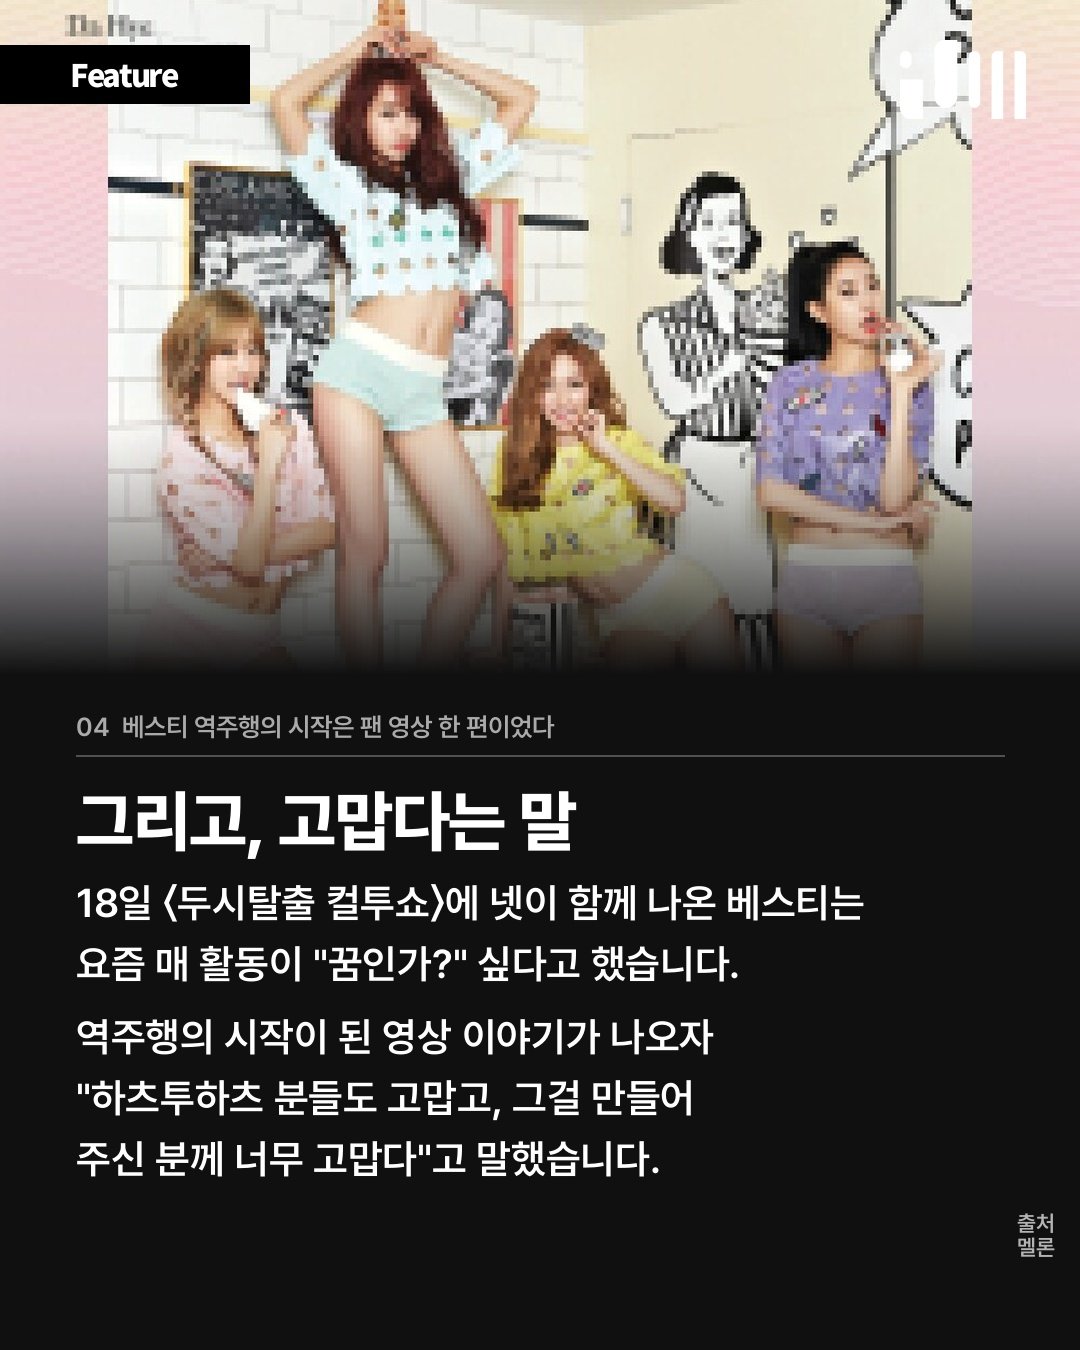 Da Hye
Feature
04 베스티 역주행의 시작은 팬 영상 한 편이었다
그리고, 고맙다는 말
18일 〈두시탈출 컬투쇼〉에 넷이 함께 나온 베스티는
요즘 매 활동이 "꿈인가?" 싶다고 했습니다.
역주행의 시작이 된 영상 이야기가 나오자
"하츠투하츠 분들도 고맙고, 그걸 만들어
주신 분께 너무 고맙다"고 말했습니다.
출처
멜론